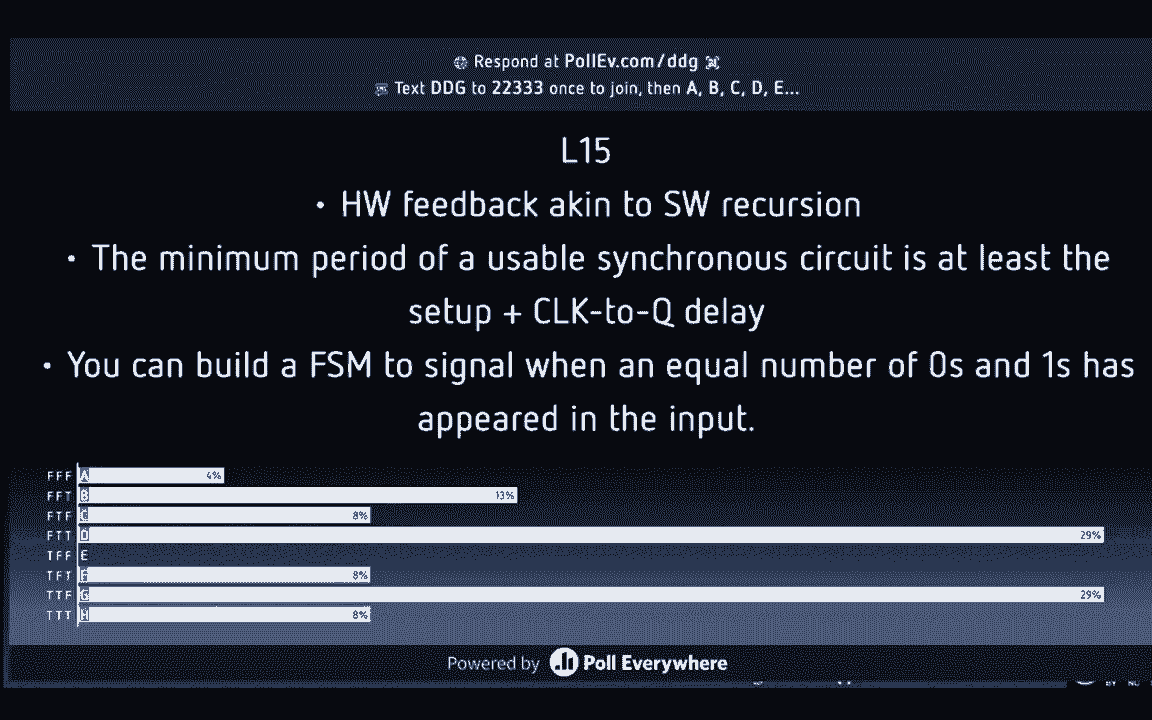 Respond at PollEv.com/ddg
Text DDG to 22333 once to join, then A, B, C, D, E...
L15
• HW feedback akin to SW recursion
• The minimum period of a usable synchronous circuit is at least the
setup + CLK-to-Q delay
• You can build a FSM to signal when an equal number of 0s and 1s has
appeared in the input.
FFF A 4%
FFT B 13%
FTF C 8%
FTT D 29%
TFF E
TFT F 8%
TTF G 29%
TTT H 8%
Powered by Poll Everywhere